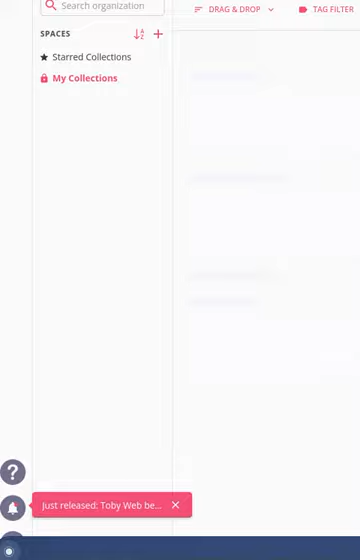 Search organization
DRAG & DROP
TAG FILTER
SPACES
Starred Collections
My Collections
Just released: Toby Web be...